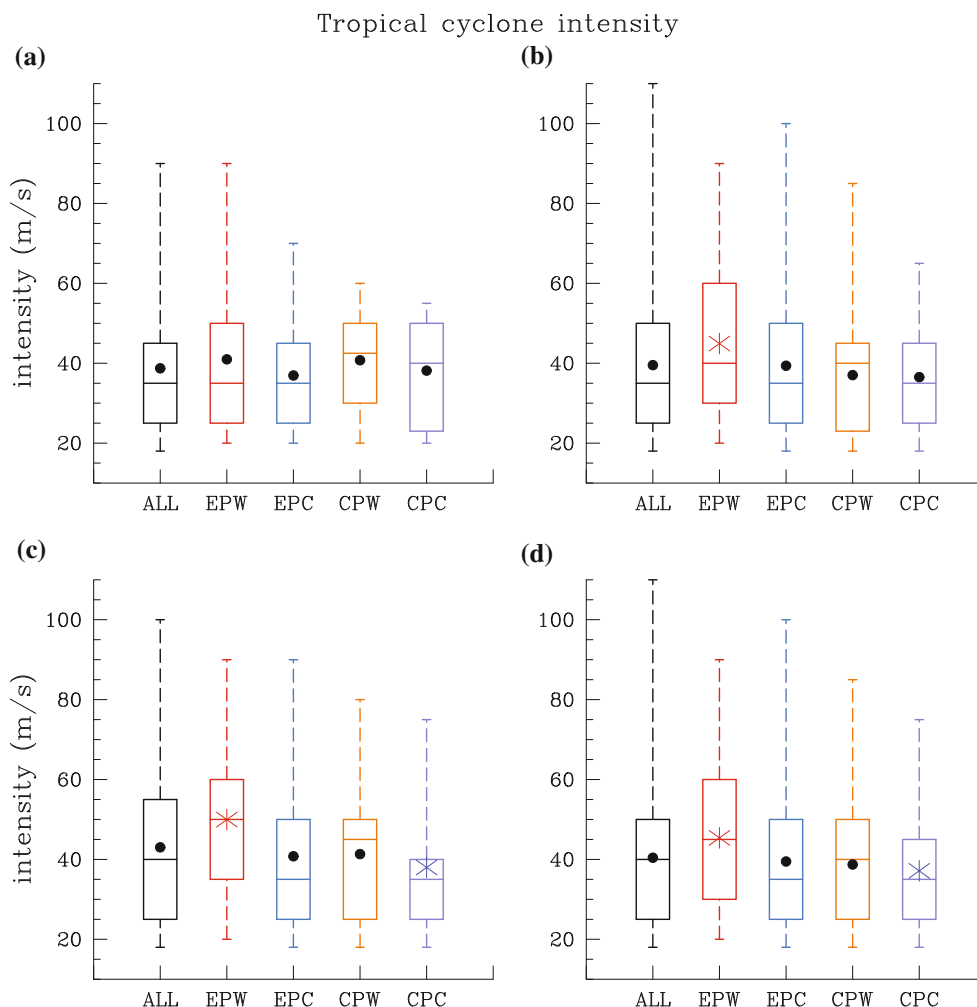 Tropical cyclone intensity
(a)
(b)
intensity (m/s)
100
80
60
40
20
ALL EPW EPC CPW CPC
100
80
60
40
20
ALL EPW EPC CPW CPC
(c)
(d)
intensity (m/s)
100
80
60
40
20
ALL EPW EPC CPW CPC
100
80
60
40
20
ALL EPW EPC CPW CPC